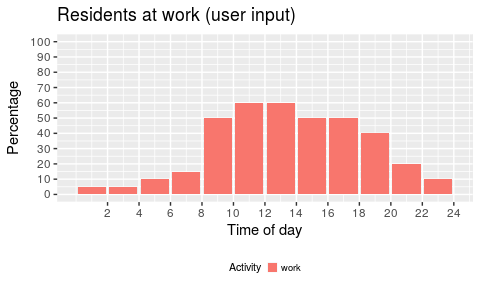 Residents at work (user input)
Percentage
100
90
80
70
60
50
40
30
20
10
0
2 4 6 8 10 12 14 16 18 20 22 24
Time of day
Activity work